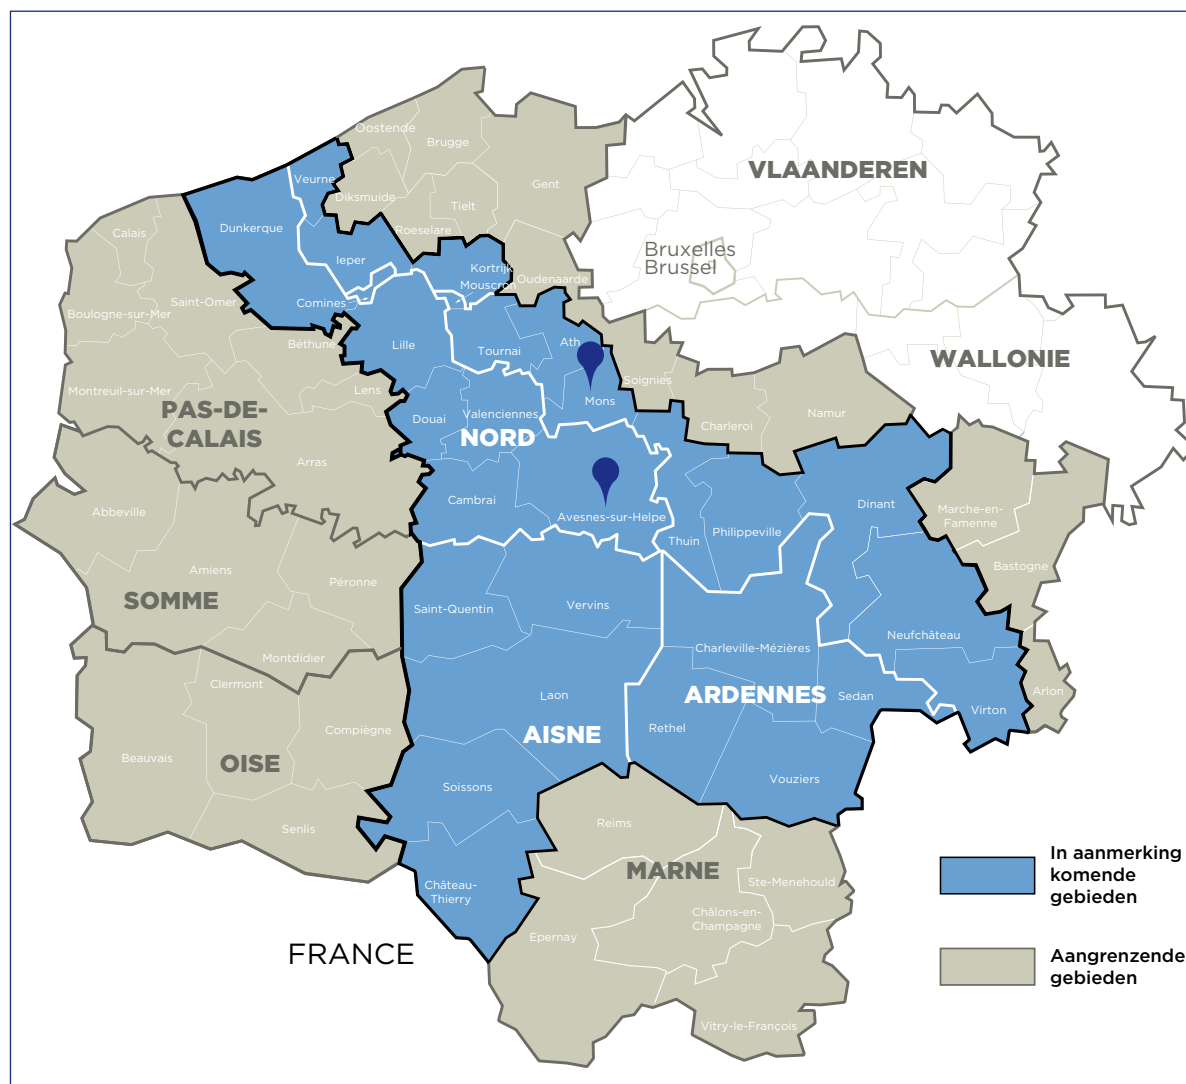 Oostende
Brugge
VLAANDEREN
Veurne
Gent
Diksmuide
Tielt
Dunkerque
Roeselare
Calais
Bruxelles
Brussel
Ieper
Kortrijk
Oudenaarde
Mouscron
Saint-Omer
Comines
Boulogne-sur-Mer
Béthune
Lille
Ath
Tournai
WALLONIE
Soignies
Montreuil-sur-Mer
Lens
Mons
PAS-DE-
CALAIS
Douai
Valenciennes
Namur
Charleroi
NORD
Arras
Cambrai
Dinant
Abbeville
Avesnes-sur-Helpe
Marche-en-
Famenne
Philippeville
Thuin
Bastogne
Amiens
Péronne
SOMME
Saint-Quentin
Vervins
Neufchâteau
Charleville-Mézières
Montdidier
Clermont
Laon
ARDENNES
Sedan
Arlon
Virton
Compiègne
Rethel
AISNE
Beauvais
OISE
Vouziers
Soissons
Reims
Senlis
MARNE
Château-
Thierry
Ste-Menehould
Châlons-en-
Champagne
Epernay
FRANCE
Vitry-le-François
In aanmerking
komende
gebieden
Aangrenzende
gebieden